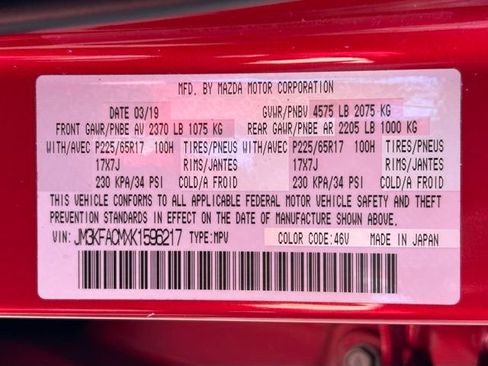 MFD. BY MAZDA MOTOR CORPORATION
DATE 03/19 GVWR/PNBV 4575 LB 2075 KG
FRONT GAWR/PNBE AV 2370 LB 1075 KG REAR GAWR/PNBE AR 2205 LB 1000 KG
WITH/AVEC P225/65R17 100H TIRES/PNEUS WITH/AVEC P225/65R17 100H TIRES/PNEUS
17X7J RIMS/JANTES 17X7J RIMS/JANTES
230 KPA/34 PSI COLD/A FROID 230 KPA/34 PSI COLD/A FROID
THIS VEHICLE CONFORMS TO ALL APPLICABLE FEDERAL MOTOR VEHICLE SAFETY AND THEFT
PREVENTION STANDARDS IN EFFECT ON THE DATE OF MANUFACTURE SHOWN ABOVE.
VIN: JM3KFACMXK1596217 TYPE:MPV COLOR CODE:46V MADE IN JAPAN